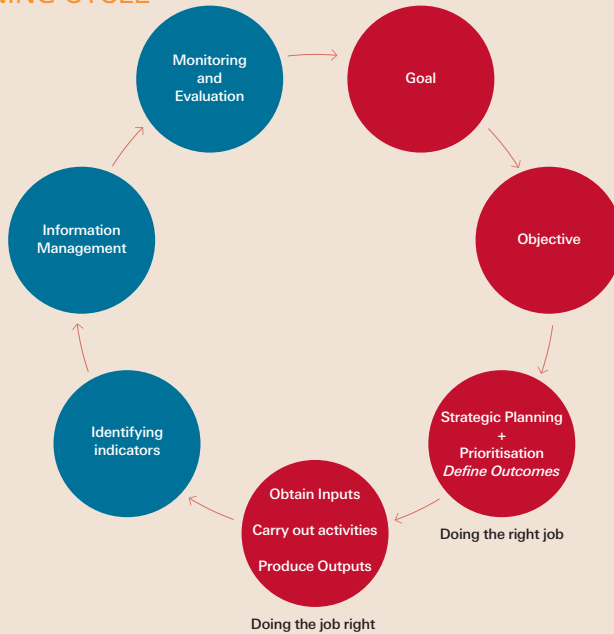 Monitoring
and
Evaluation
Goal
Information
Management
Objective
Identifying
indicators
Strategic Planning
+
Prioritisation
Define Outcomes
Obtain Inputs
Carry out activities
Produce Outputs
Doing the right job
Doing the job right